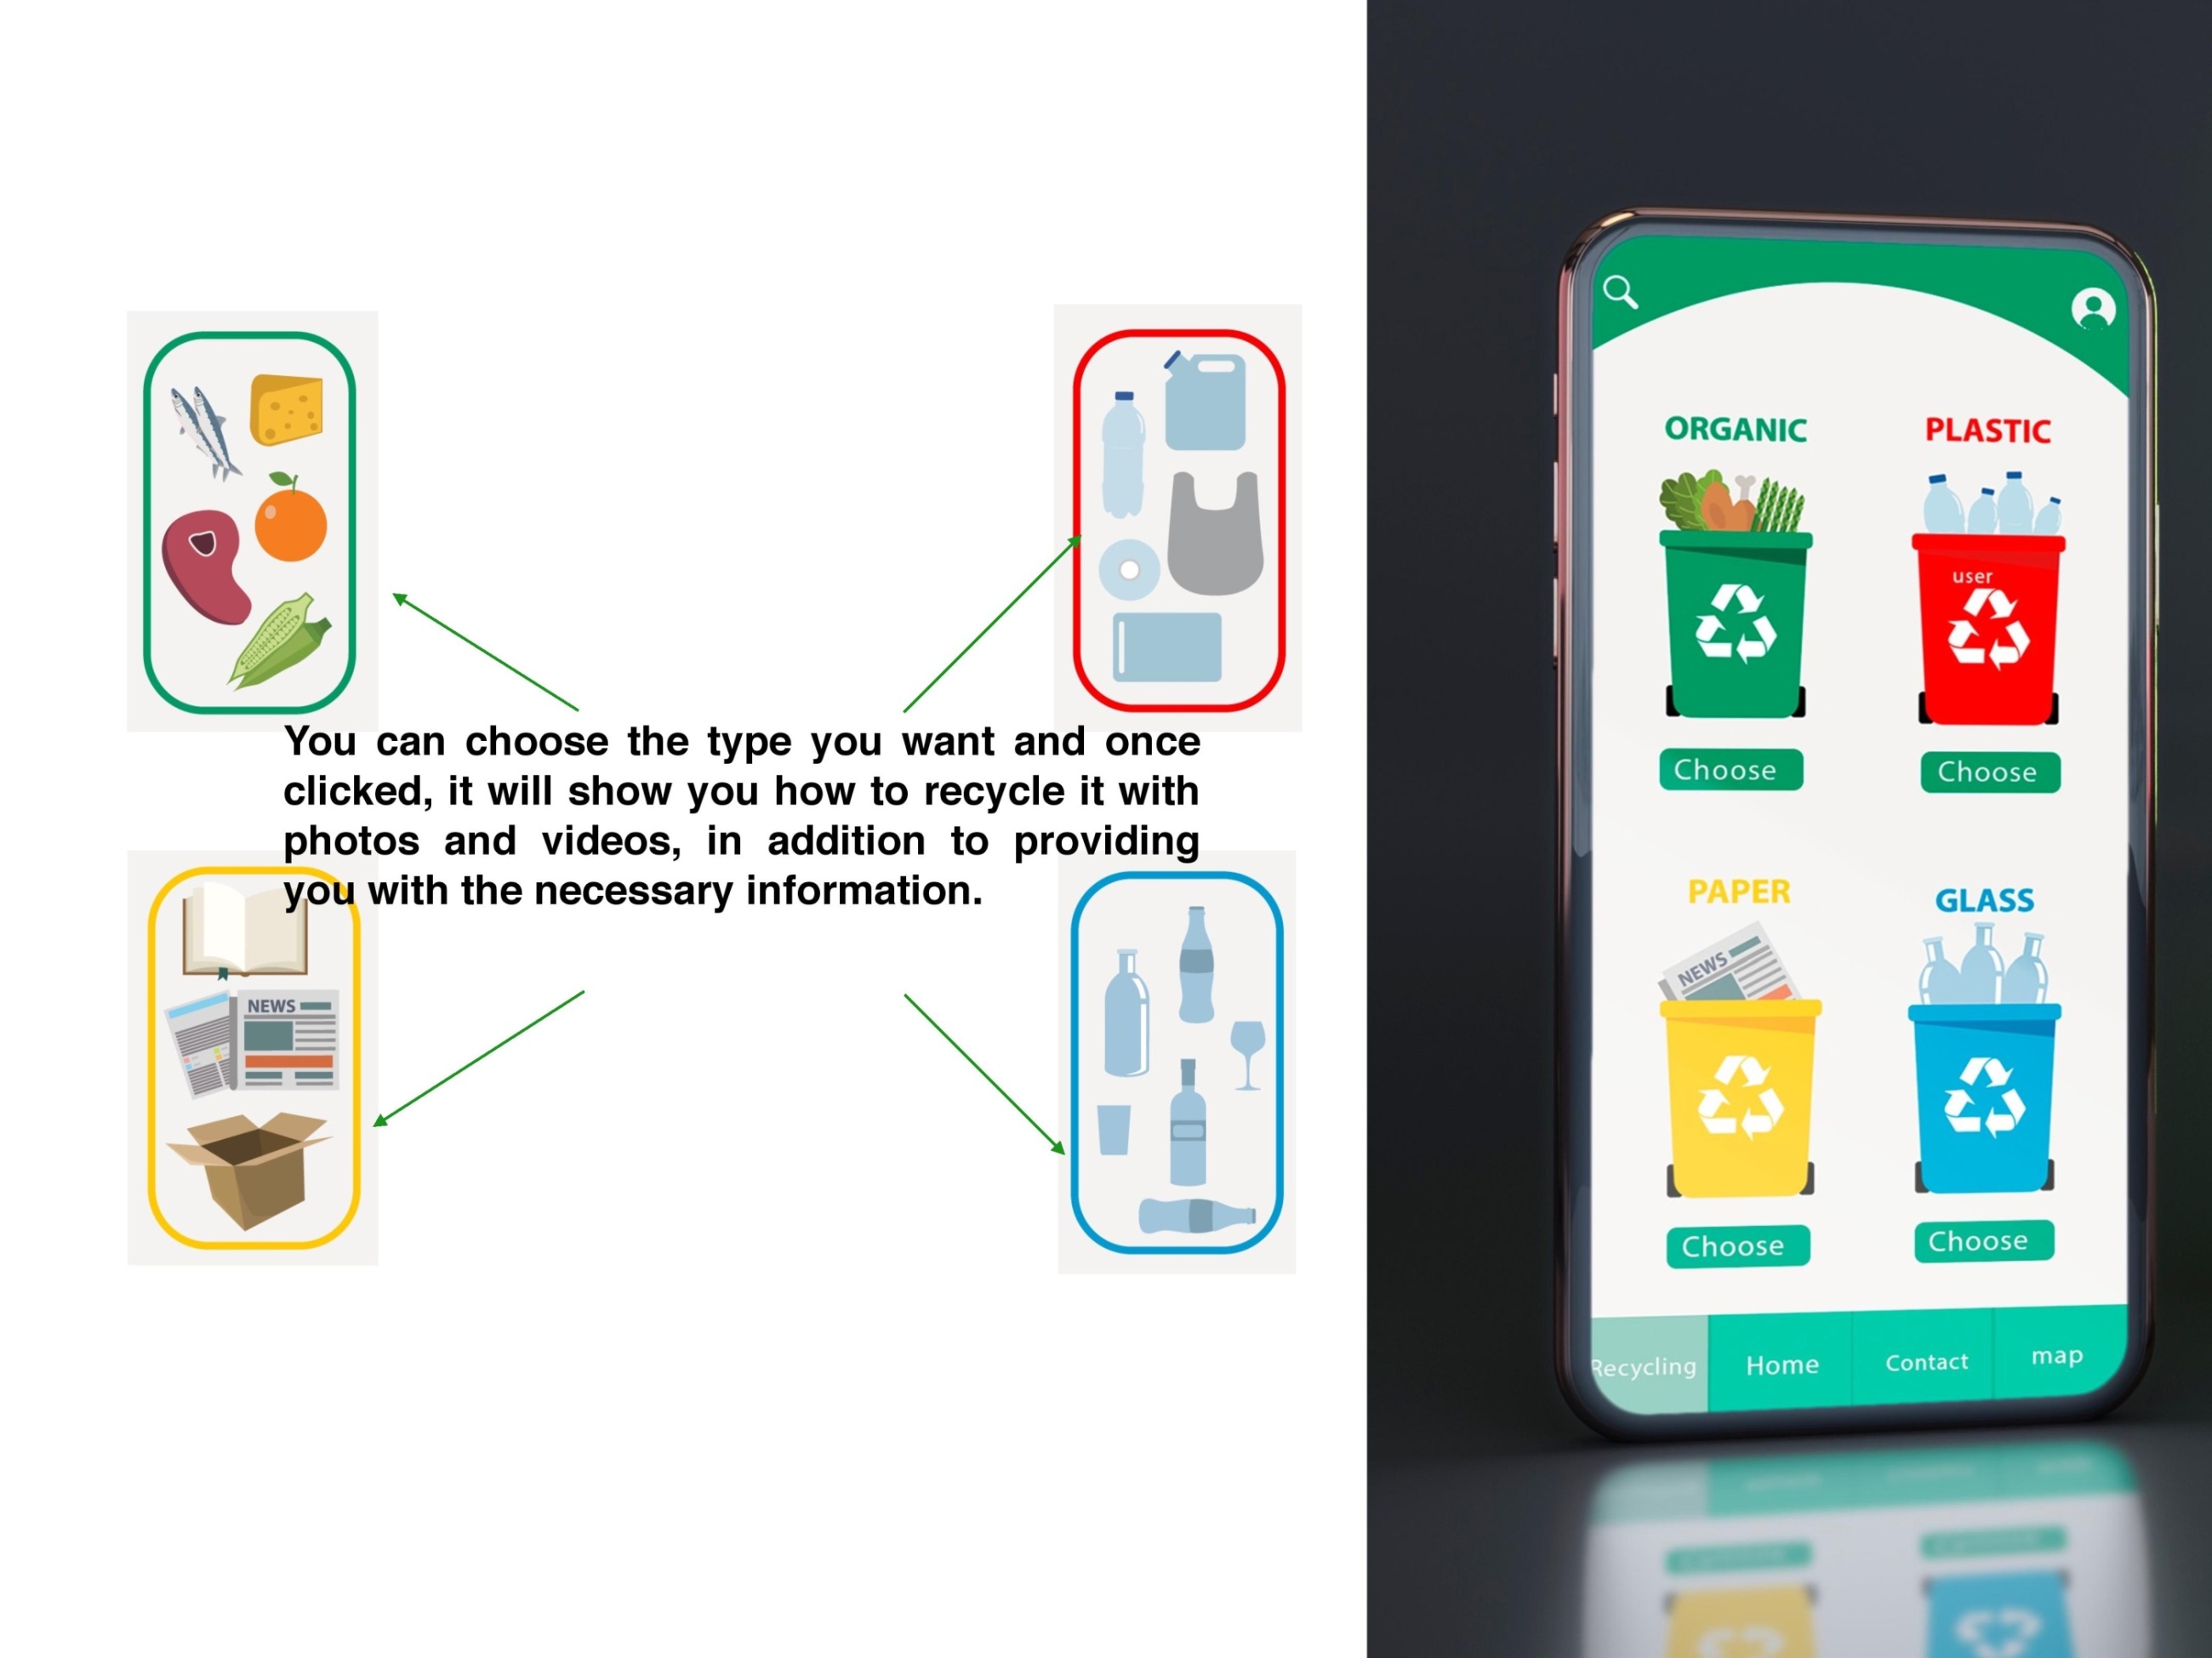 You can choose the type you want and once
clicked, it will show you how to recycle it with
photos and videos, in addition to providing
you with the necessary information.
NEWS
ORGANIC
PLASTIC
user
Choose
Choose
PAPER
GLASS
NEWS
Choose
Choose
Recycling
Home
Contact
map